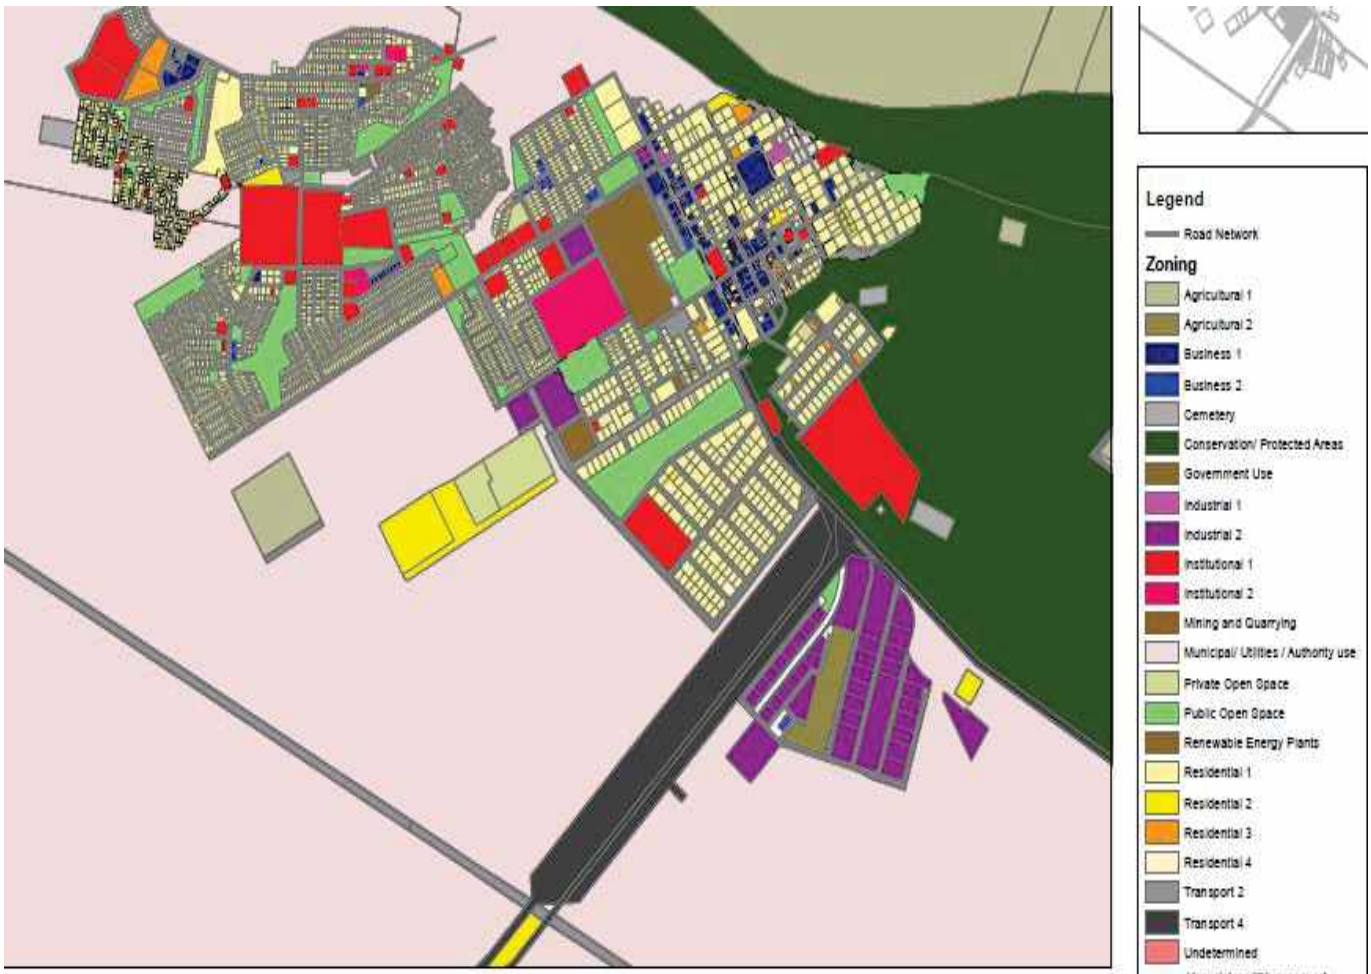 Legend
Road Network
Zoning
Agricultural 1
Agricultural 2
Business 1
Business 2
Cemetery
Conservation/ Protected Areas
Government Use
Industrial 1
Industrial 2
Institutional 1
Institutional 2
Mining and Quarrying
Municipal/ Utilities / Authority use
Private Open Space
Public Open Space
Renewable Energy Plants
Residential 1
Residential 2
Residential 3
Residential 4
Transport 2
Transport 4
Undetermined